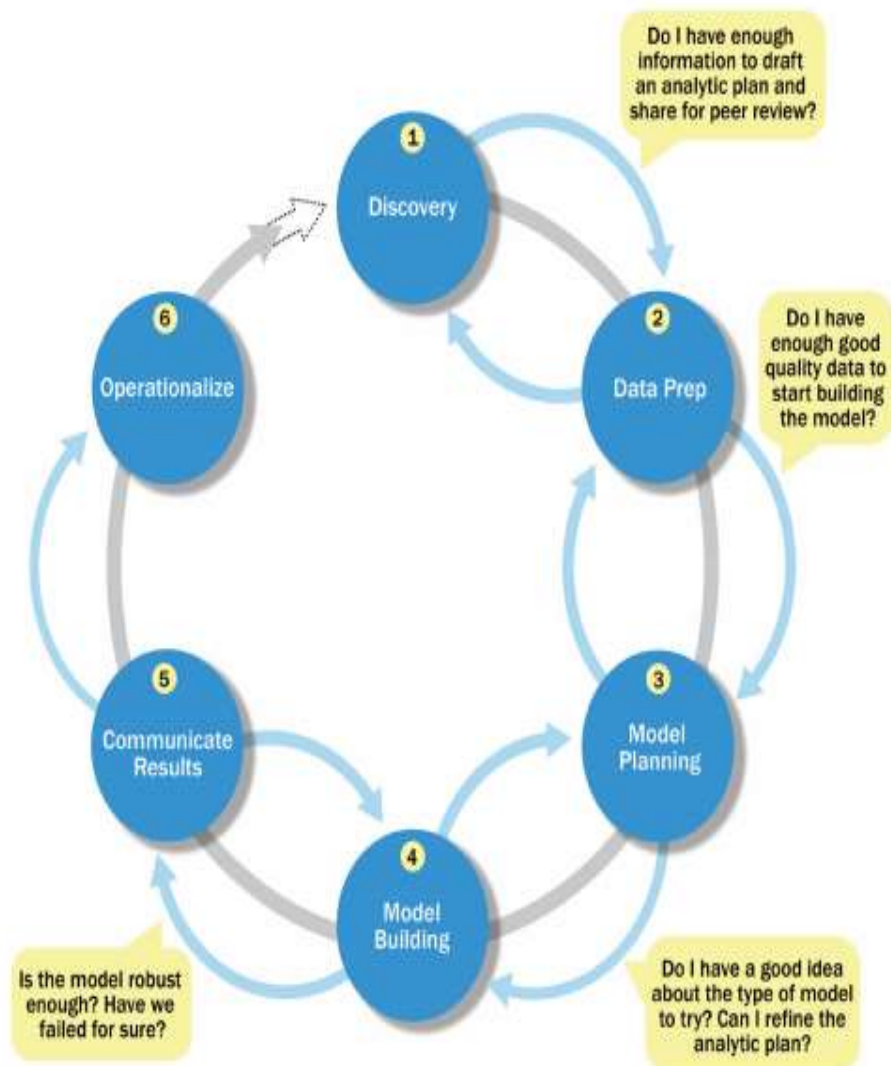 Do I have enough
information to draft
an analytic plan and
share for peer review?
1
Discovery
2
Data Prep
Do I have
enough good
quality data to
start building
the model?
3
Model
Planning
Do I have a good idea
about the type of model
to try? Can I refine the
analytic plan?
4
Model
Building
Is the model robust
enough? Have we
failed for sure?
5
Communicate
Results
6
Operationalize